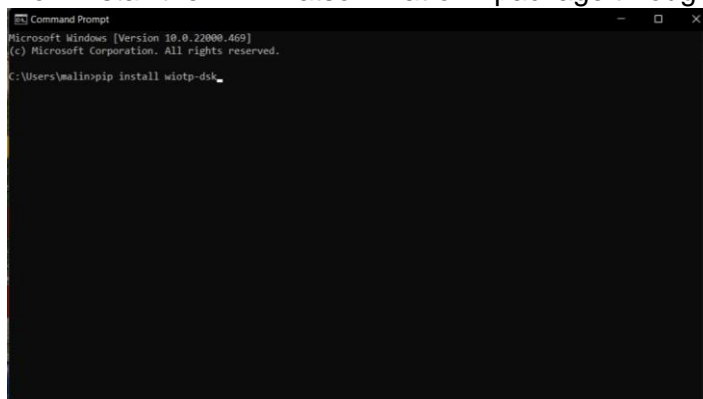 Command Prompt
Microsoft Windows [Version 10.0.22000.469]
(c) Microsoft Corporation. All rights reserved.
C:\Users\malin>pip install wiotp-dsk